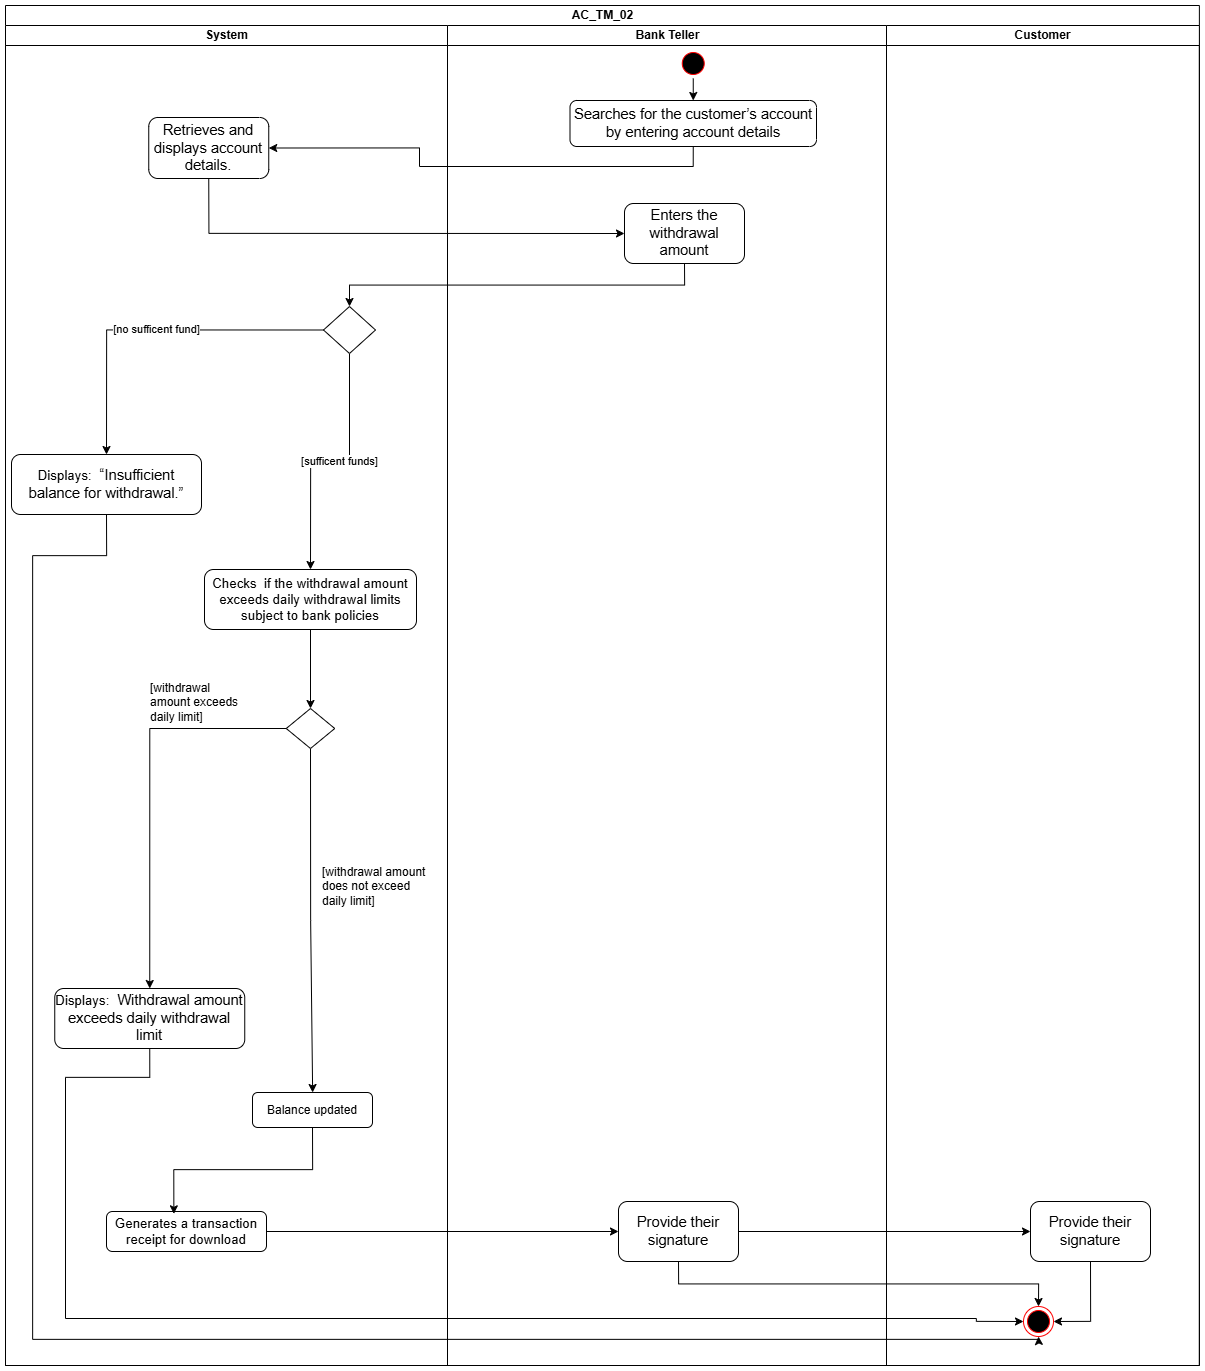 AC_TM_02
System
Bank Teller
Customer
Searches for the customer’s account
by entering account details
Retrieves and
displays account
details.
Enters the
withdrawal
amount
[no sufficent fund]
[sufficent funds]
Displays:  “Insufficient
balance for withdrawal.”
Checks  if the withdrawal amount
exceeds daily withdrawal limits
subject to bank policies
[withdrawal
amount exceeds
daily limit]
[withdrawal amount
does not exceed
daily limit]
Displays:  Withdrawal amount
exceeds daily withdrawal
limit
Balance updated
Generates a transaction
receipt for download
Provide their
signature
Provide their
signature